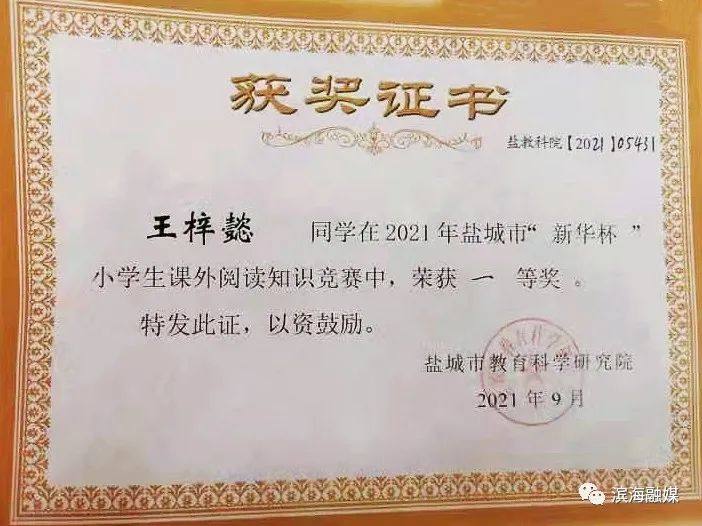 获奖证书
盐教科院【2021】05431
王梓懿 同学在2021年盐城市“新华杯”
小学生课外阅读知识竞赛中，荣获 一 等奖。
特发此证，以资鼓励。
盐城市教育科学研究院
2021年9月
滨海融媒